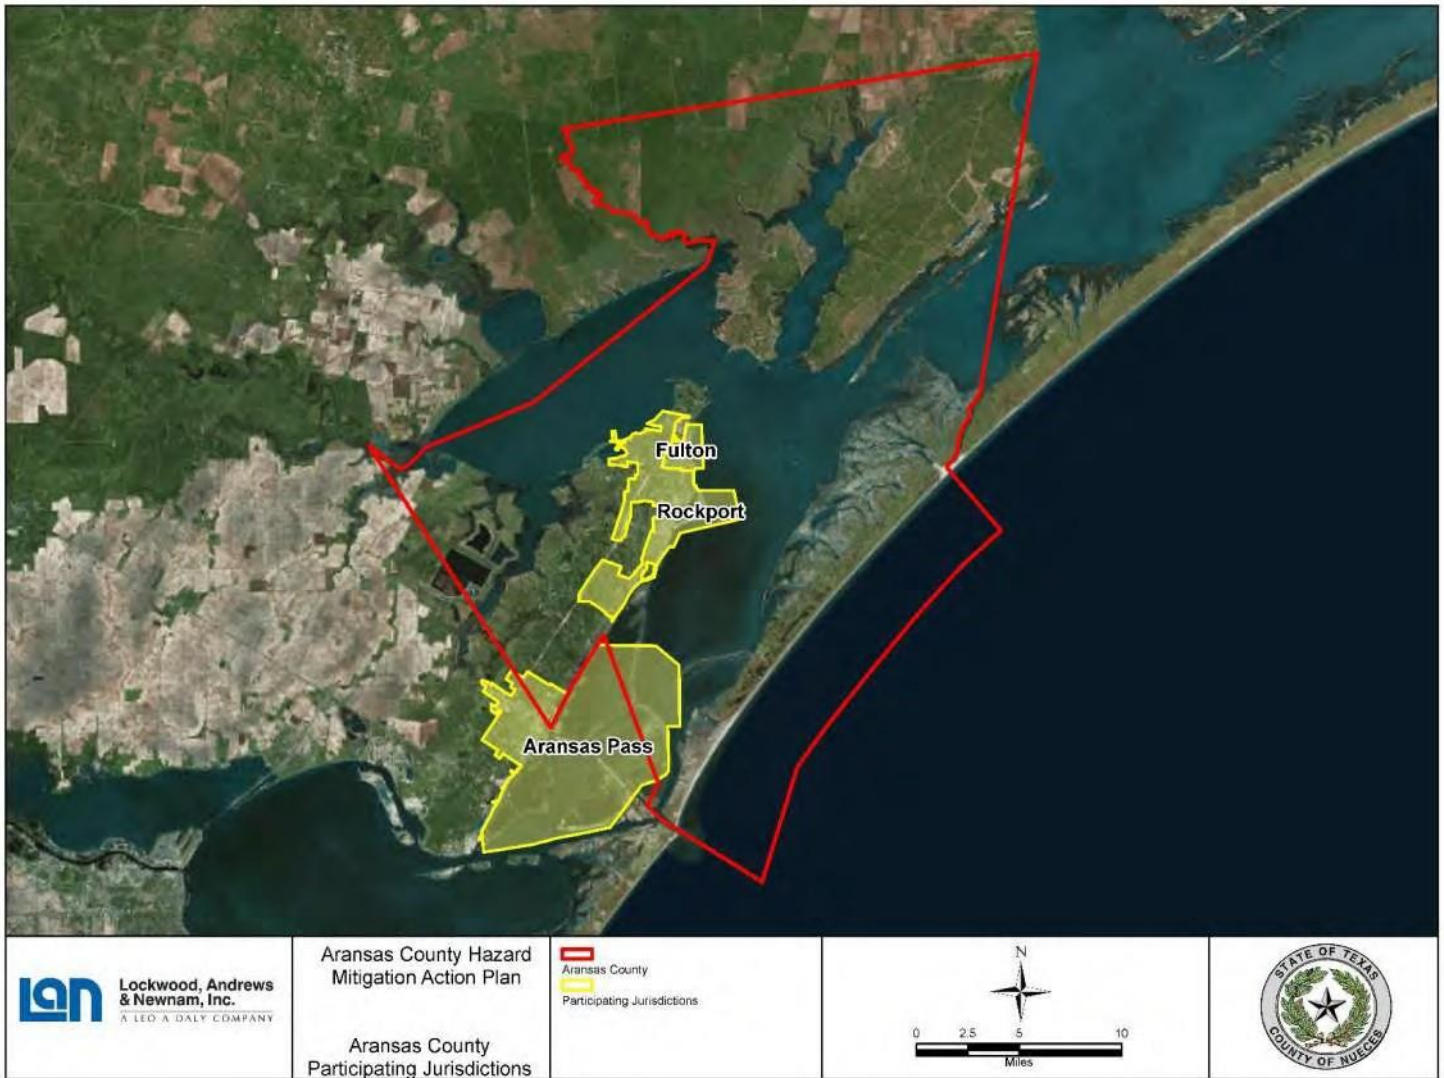 Fulton
Rockport
Aransas Pass
LAN
Lockwood, Andrews
& Newnam, Inc.
A LEO A DALY COMPANY
Aransas County Hazard
Mitigation Action Plan
Aransas County
Participating Jurisdictions
Aransas County
Participating Jurisdictions
N
0 2.5 5 10
Miles
STATE OF TEXAS
COUNTY OF NUECES